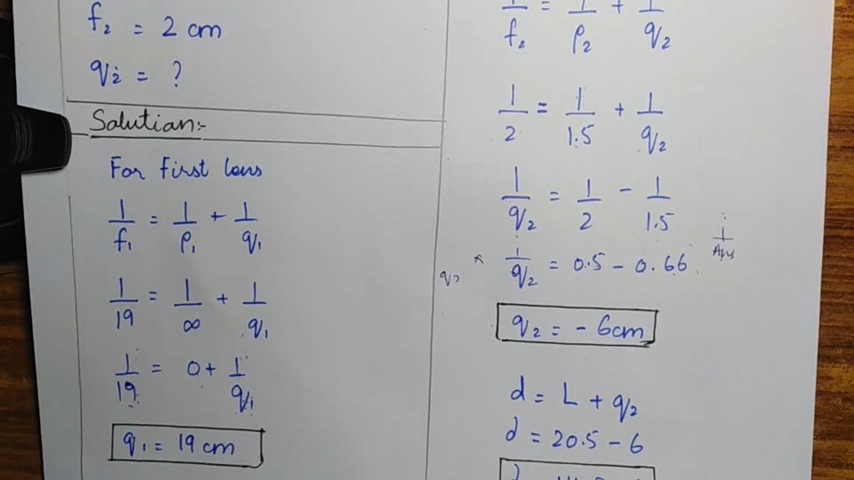 f₂ = 2 cm
q₂ = ?
Solutian:-
For First lens
1/f₁ = 1/p₁ + 1/q₁
1/19 = 1/∞ + 1/q₁
1/19 = 0 + 1/q₁
q₁ = 19 cm
1/f₂ = 1/p₂ + 1/q₂
1/2 = 1/1.5 + 1/q₂
1/q₂ = 1/2 - 1/1.5
1/q₂ = 0.5 - 0.66
1/Ans
q₂ = - 6cm
d = L + q₂
d = 20.5 - 6